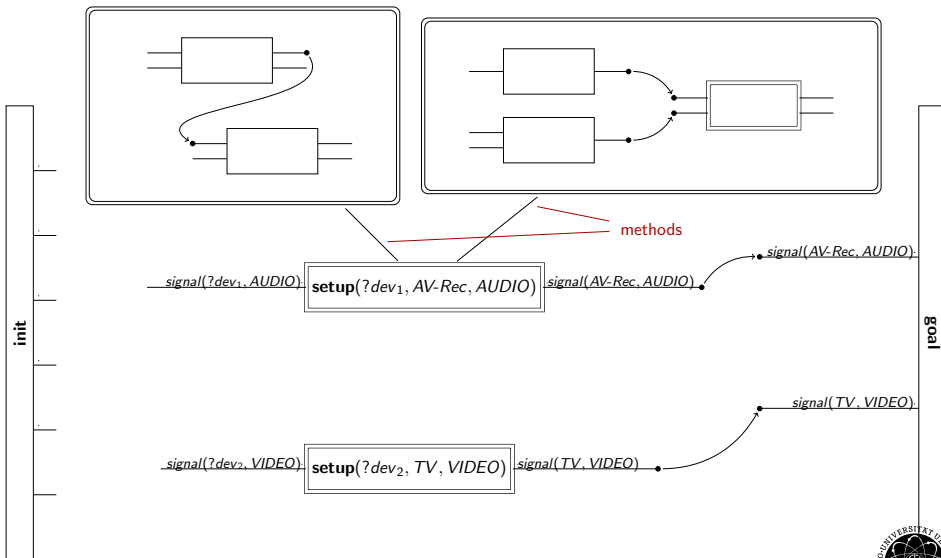 methods
signal(AV-Rec, AUDIO)
signal(?dev₁, AUDIO)
setup(?dev₁, AV-Rec, AUDIO)
signal(AV-Rec, AUDIO)
init
goal
signal(TV, VIDEO)
signal(?dev₂, VIDEO)
setup(?dev₂, TV, VIDEO)
signal(TV, VIDEO)